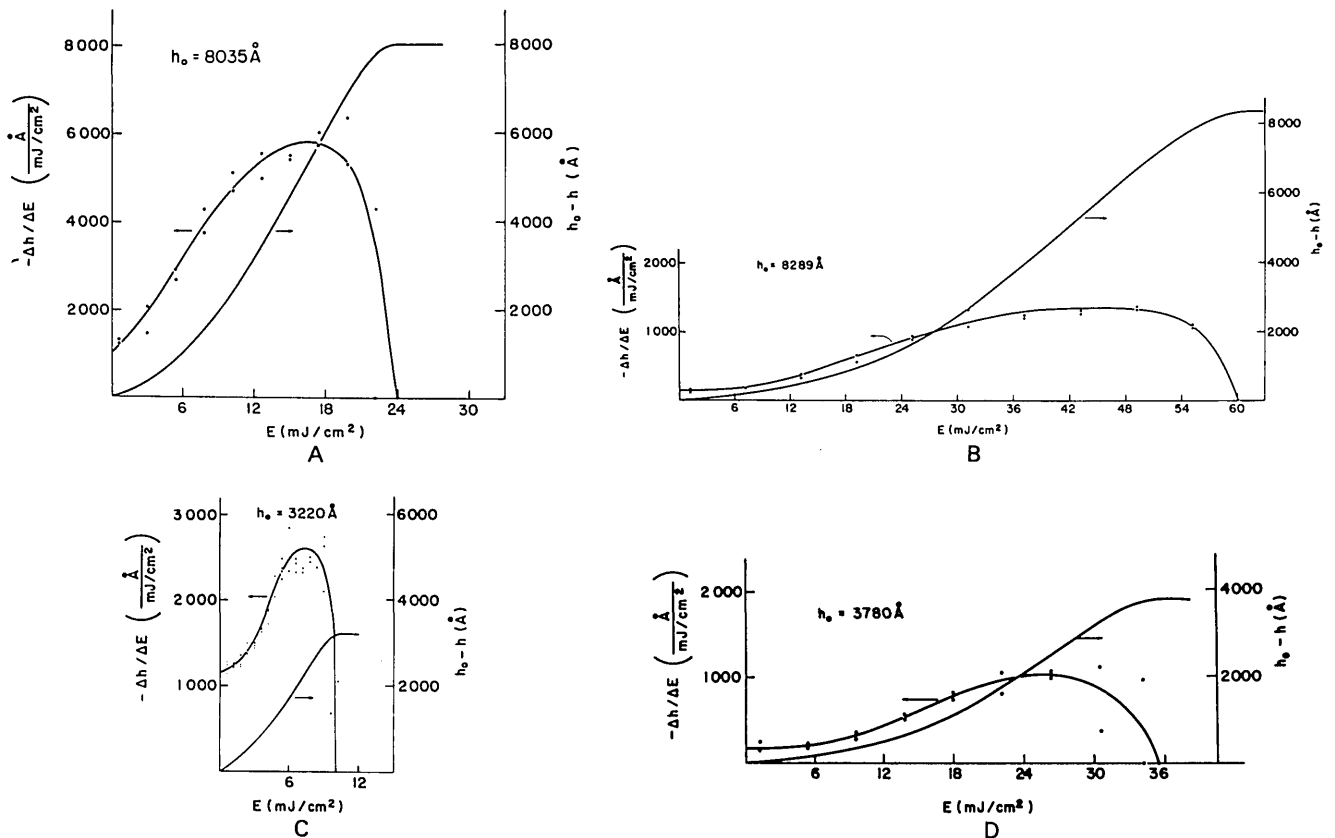 h₀ = 8035 Å
-Δh/ΔE (Å / mJ/cm²)
8000
6000
4000
2000
8000
6000
4000
2000
h₀-h (Å)
6 12 18 24 30
E (mJ/cm²)
A
h₀ = 8289 Å
-Δh/ΔE (Å / mJ/cm²)
2000
1000
8000
6000
4000
2000
h₀-h (Å)
6 12 18 24 30 36 42 48 54 60
E (mJ/cm²)
B
h₀ = 3220 Å
-Δh/ΔE (Å / mJ/cm²)
3000
2000
1000
6000
4000
2000
h₀-h (Å)
6 12
E (mJ/cm²)
C
h₀ = 3780 Å
-Δh/ΔE (Å / mJ/cm²)
2000
1000
4000
2000
h₀-h (Å)
6 12 18 24 30 36
E (mJ/cm²)
D